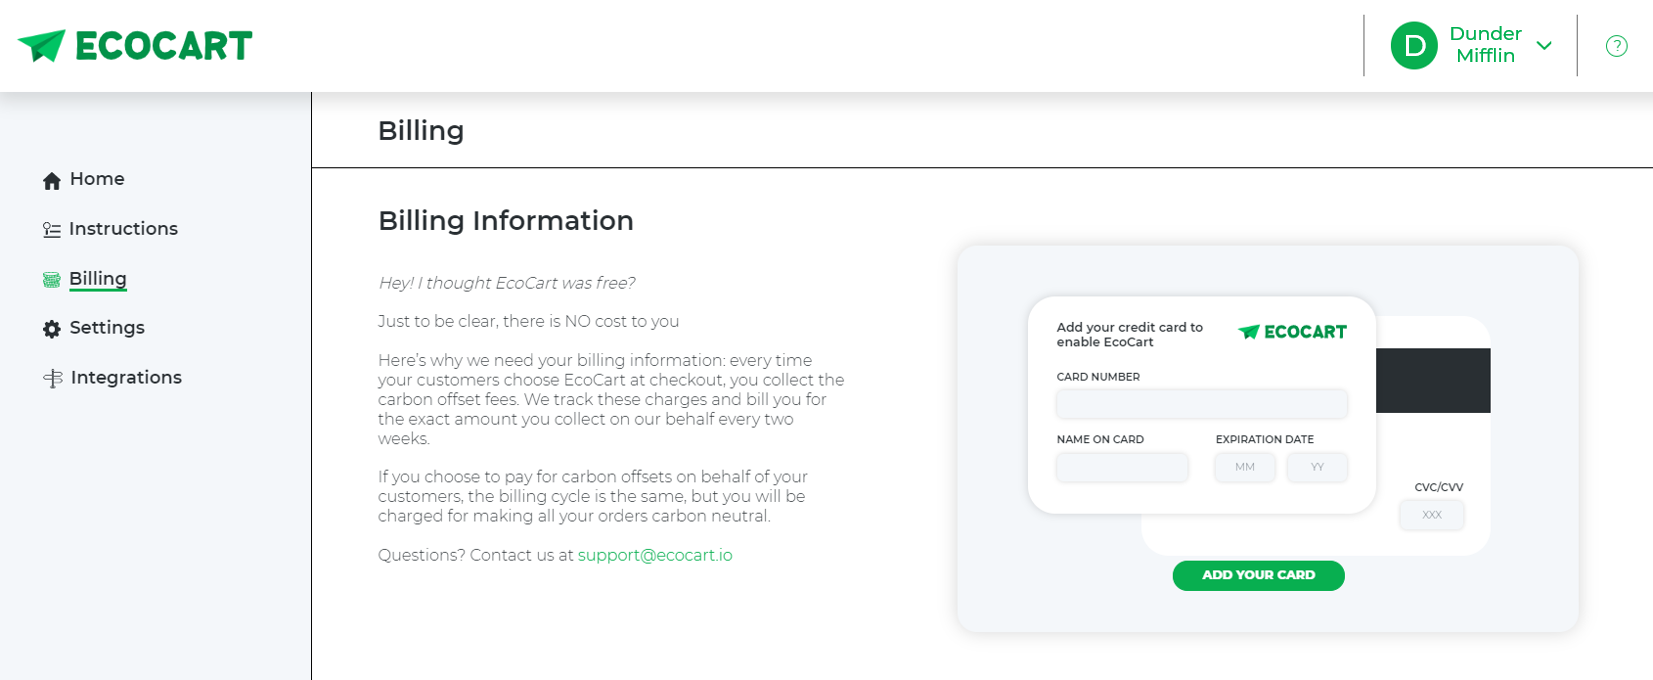 ECOCART
D
Dunder
Mifflin
?
Billing
Home
Instructions
Billing
Settings
Integrations
Billing Information
Hey! I thought EcoCart was free?
Just to be clear, there is NO cost to you
Here's why we need your billing information: every time
your customers choose EcoCart at checkout, you collect the
carbon offset fees. We track these charges and bill you for
the exact amount you collect on our behalf every two
weeks.
If you choose to pay for carbon offsets on behalf of your
customers, the billing cycle is the same, but you will be
charged for making all your orders carbon neutral.
Questions? Contact us at support@ecocart.io
Add your credit card to
enable EcoCart
ECOCART
CARD NUMBER
NAME ON CARD
EXPIRATION DATE
MM
YY
CVC/CVV
XXX
ADD YOUR CARD